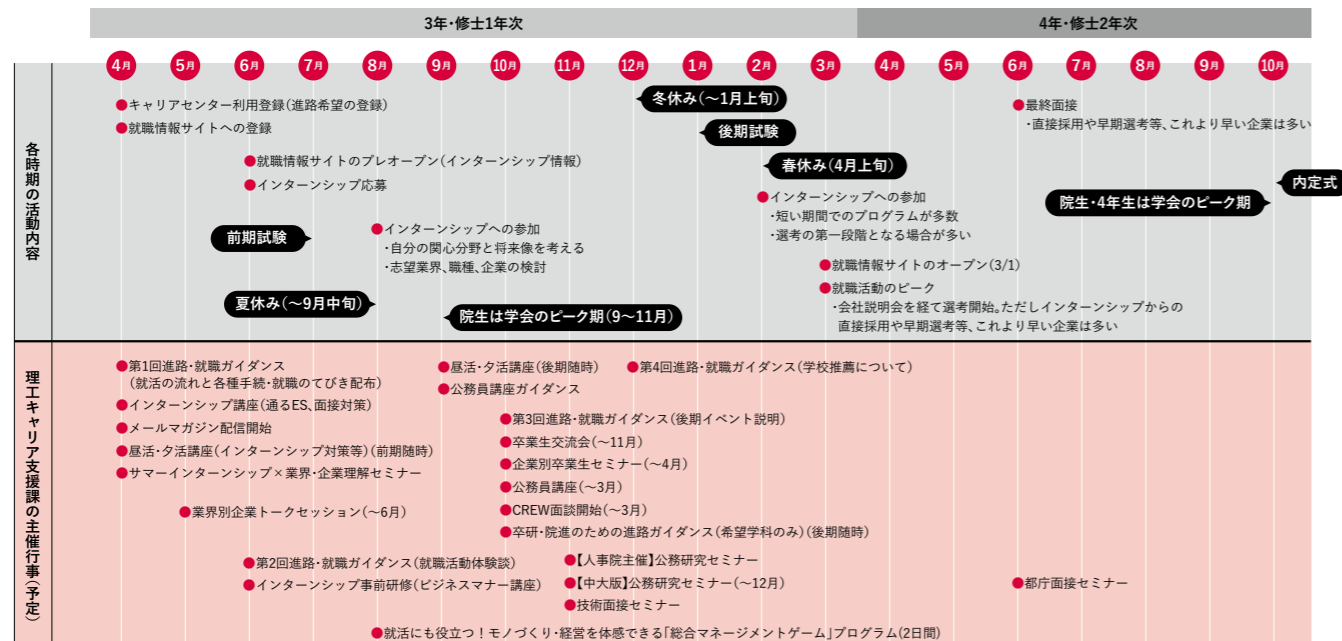 3年・修士1年次
4年・修士2年次
4月 5月 6月 7月 8月 9月 10月 11月 12月 1月 2月 3月 4月 5月 6月 7月 8月 9月 10月
各時期の活動内容
●キャリアセンター利用登録(進路希望の登録)
●就職情報サイトへの登録
●就職情報サイトのプレオープン(インターンシップ情報)
●インターンシップ応募
前期試験
●インターンシップへの参加
・自分の関心分野と将来像を考える
・志望業界、職種、企業の検討
夏休み(〜9月中旬)
院生は学会のピーク期(9〜11月)
冬休み(〜1月上旬)
後期試験
春休み(4月上旬)
●インターンシップへの参加
・短い期間でのプログラムが多数
・選考の第一段階となる場合が多い
●就職情報サイトのオープン(3/1)
●就職活動のピーク
・会社説明会を経て選考開始。ただしインターンシップからの
直接採用や早期選考等、これより早い企業は多い
●最終面接
・直接採用や早期選考等、これより早い企業は多い
内定式
院生・4年生は学会のピーク期
理工キャリア支援課の主催行事(予定)
●第1回進路・就職ガイダンス
(就活の流れと各種手続・就職のてびき配布)
●インターンシップ講座(通るES、面接対策)
●メールマガジン配信開始
●昼活・夕活講座(インターンシップ対策等)(前期随時)
●サマーインターンシップ×業界・企業理解セミナー
●業界別企業トークセッション(〜6月)
●第2回進路・就職ガイダンス(就職活動体験談)
●インターンシップ事前研修(ビジネスマナー講座)
●就活にも役立つ!モノづくり・経営を体感できる「総合マネージメントゲーム」プログラム(2日間)
●昼活・夕活講座(後期随時)
●公務員講座ガイダンス
●第3回進路・就職ガイダンス(後期イベント説明)
●卒業生交流会(〜11月)
●企業別卒業生セミナー(〜4月)
●公務員講座(〜3月)
●CREW面談開始(〜3月)
●卒研・院進のための進路ガイダンス(希望学科のみ)(後期随時)
●【人事院主催】公務研究セミナー
●【中大版】公務研究セミナー(〜12月)
●技術面接セミナー
●第4回進路・就職ガイダンス(学校推薦について)
●都庁面接セミナー